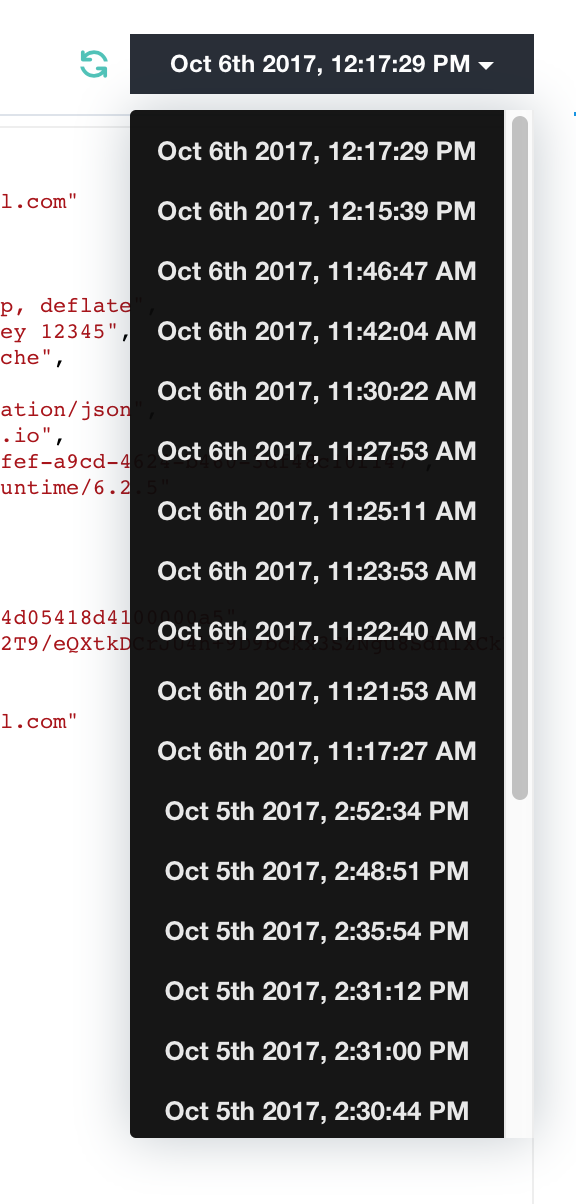 Oct 6th 2017, 12:17:29 PM
Oct 6th 2017, 12:17:29 PM
l.com"
Oct 6th 2017, 12:15:39 PM
Oct 6th 2017, 11:46:47 AM
p, deflate",
ey 12345",
Oct 6th 2017, 11:42:04 AM
che",
Oct 6th 2017, 11:30:22 AM
ation/json",
.io",
Oct 6th 2017, 11:27:53 AM
fef-a9cd-4624-
untime/6.2.5"
Oct 6th 2017, 11:25:11 AM
Oct 6th 2017, 11:23:53 AM
4d05418d4100000a5",
Oct 6th 2017, 11:22:40 AM
2T9/eQXtkDC
Oct 6th 2017, 11:21:53 AM
l.com"
Oct 6th 2017, 11:17:27 AM
Oct 5th 2017, 2:52:34 PM
Oct 5th 2017, 2:48:51 PM
Oct 5th 2017, 2:35:54 PM
Oct 5th 2017, 2:31:12 PM
Oct 5th 2017, 2:31:00 PM
Oct 5th 2017, 2:30:44 PM